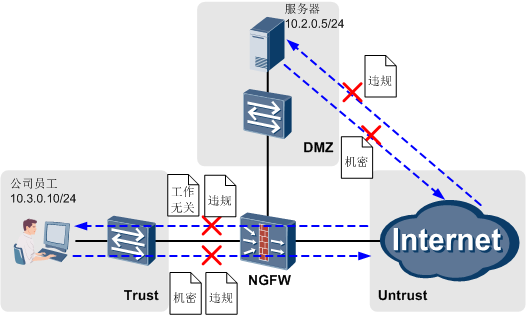 服务器
10.2.0.5/24
违规
机密
DMZ
公司员工
10.3.0.10/24
工作
无关
违规
Internet
NGFW
机密
违规
Trust
Untrust